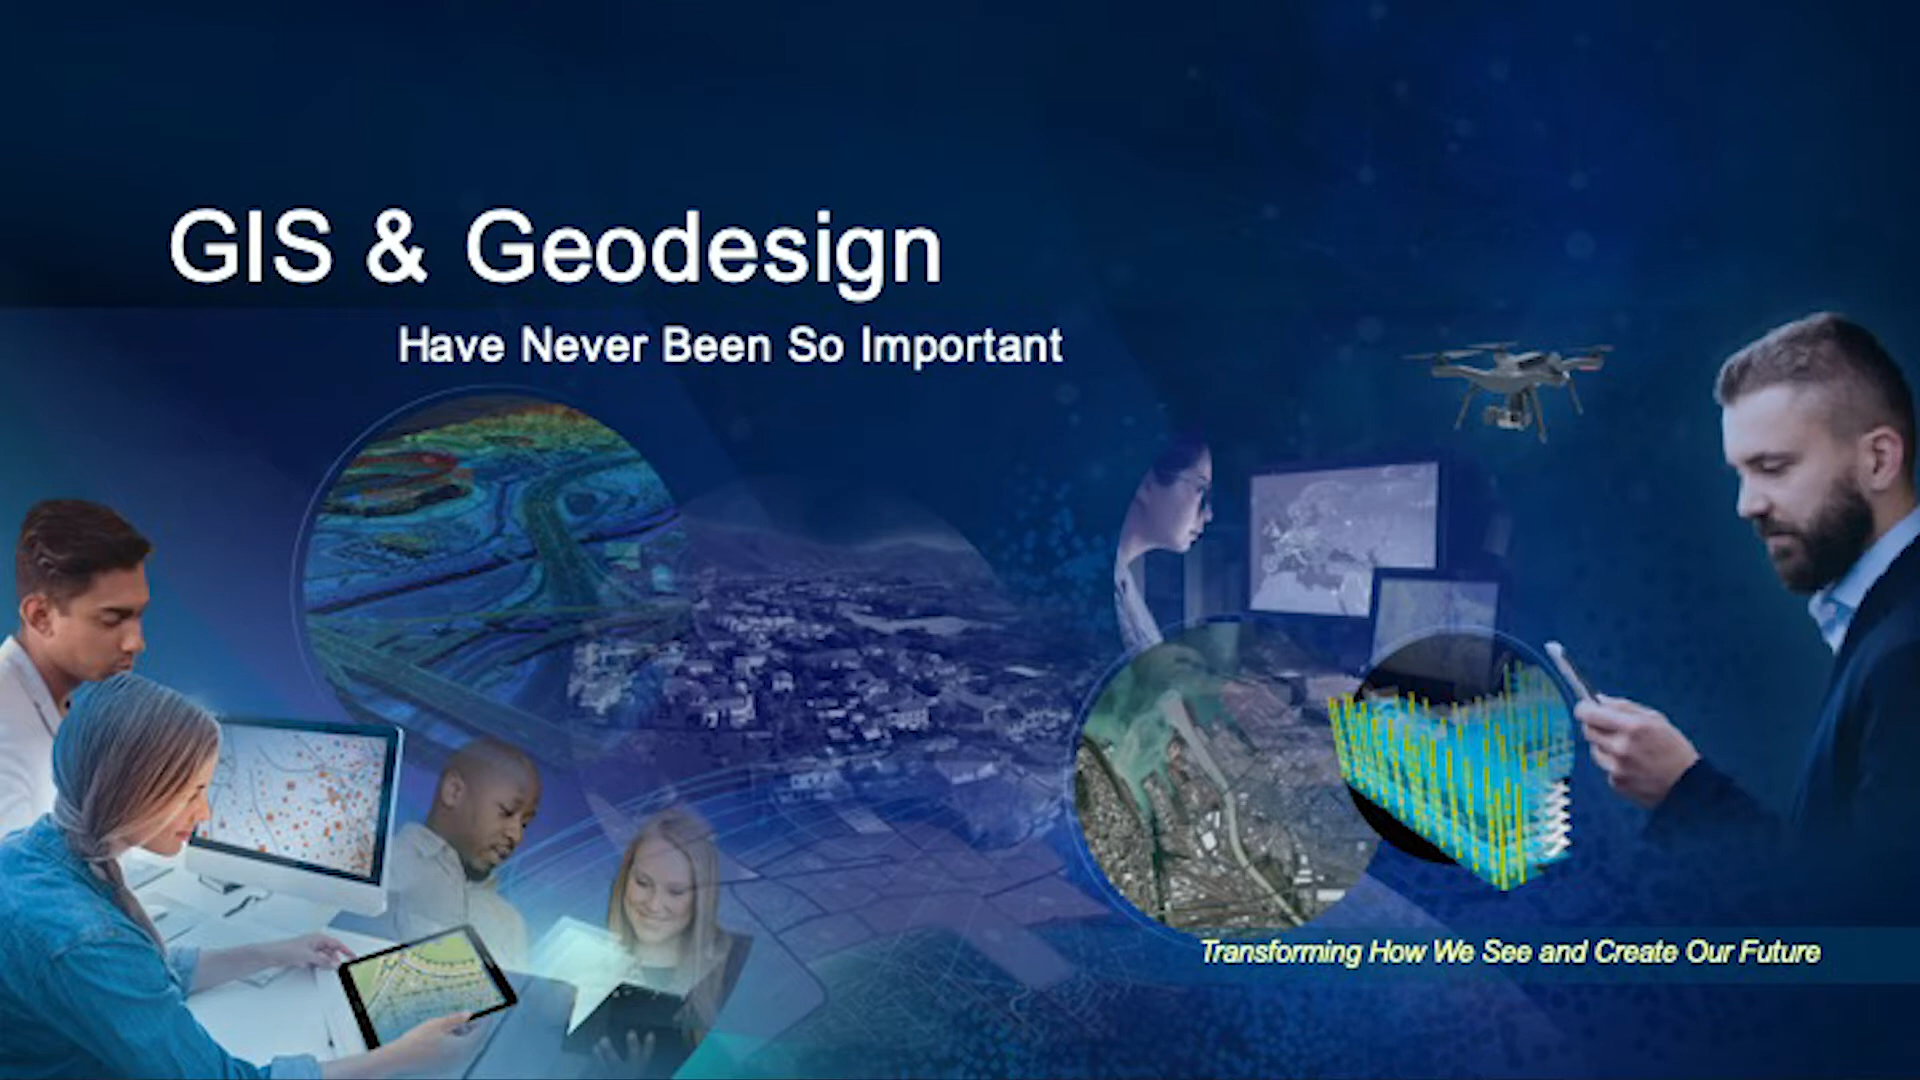 GIS & Geodesign
Have Never Been So Important
Transforming How We See and Create Our Future